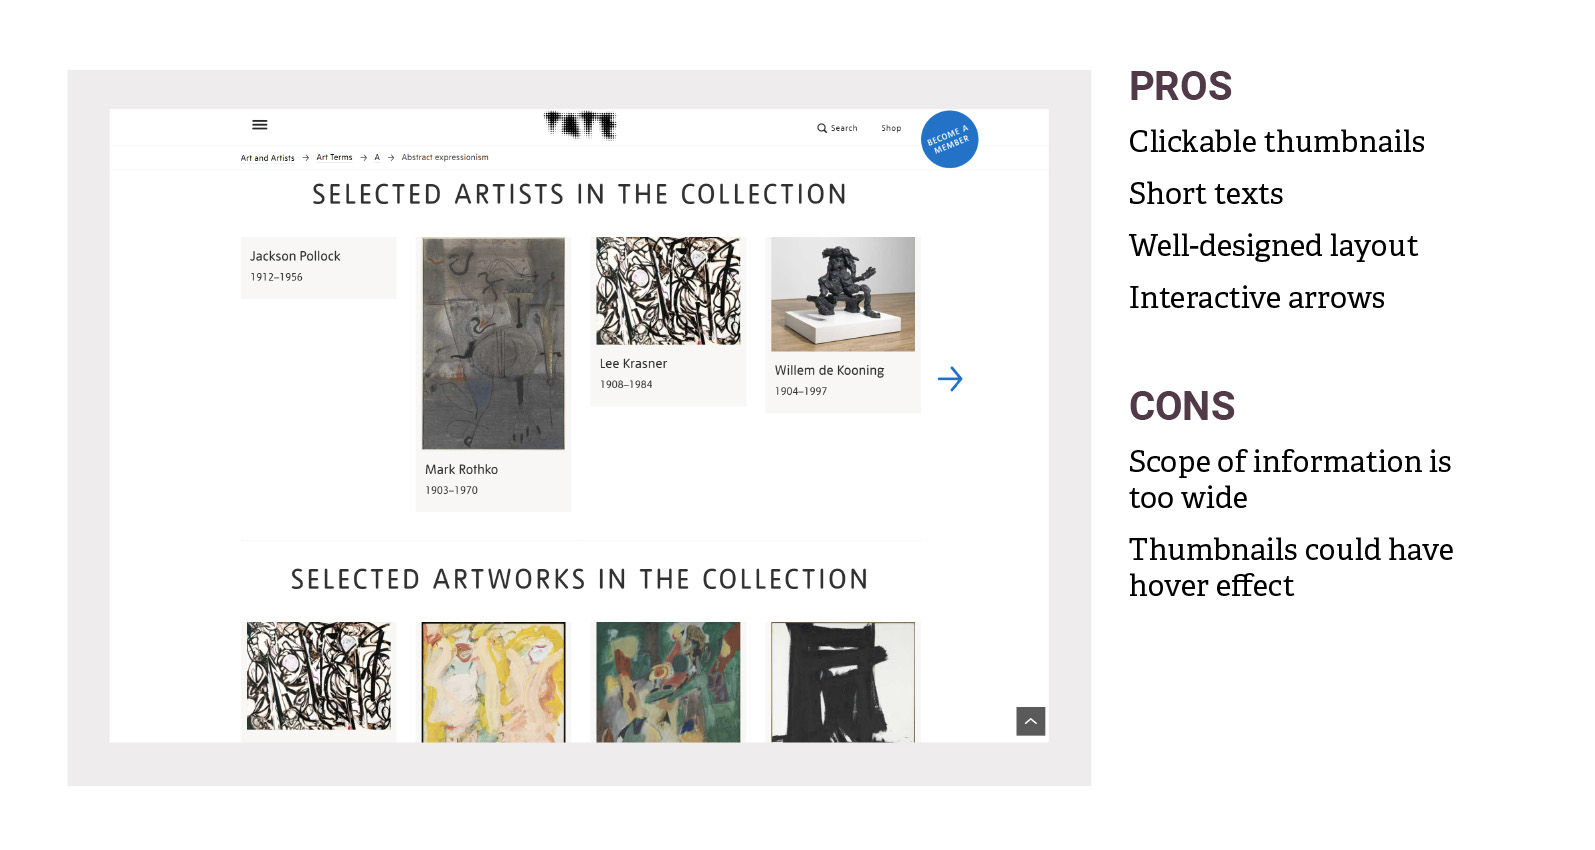 TATE
Search
Shop
BECOME A
MEMBER
Art and Artists → Art Terms → A → Abstract expressionism
SELECTED ARTISTS IN THE COLLECTION
Jackson Pollock
1912–1956
Mark Rothko
1903–1970
Lee Krasner
1908–1984
Willem de Kooning
1904–1997
SELECTED ARTWORKS IN THE COLLECTION
PROS
Clickable thumbnails
Short texts
Well-designed layout
Interactive arrows
CONS
Scope of information is
too wide
Thumbnails could have
hover effect